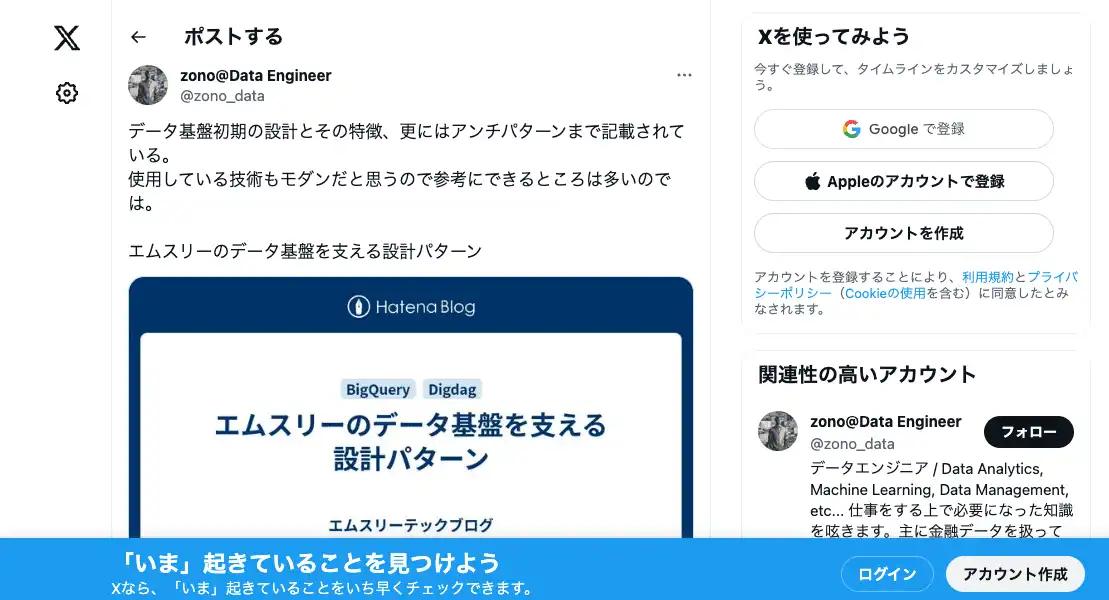 ポストする
zono@Data Engineer
@zono_data
データ基盤初期の設計とその特徴、更にはアンチパターンまで記載されて
いる。
使用している技術もモダンだと思うので参考にできるところは多いので
は。
エムスリーのデータ基盤を支える設計パターン
Hatena Blog
BigQuery Digdag
エムスリーのデータ基盤を支える
設計パターン
エムスリーテックブログ
Xを使ってみよう
今すぐ登録して、タイムラインをカスタマイズしましょ
う。
Google で登録
Appleのアカウントで登録
アカウントを作成
アカウントを登録することにより、利用規約とプライバ
シーポリシー（Cookieの使用を含む）に同意したとみ
なされます。
関連性の高いアカウント
zono@Data Engineer
@zono_data
フォロー
データエンジニア / Data Analytics,
Machine Learning, Data Management,
etc... 仕事をする上で必要になった知識
を呟きます。主に金融データを扱って
「いま」起きていることを見つけよう
Xなら、「いま」起きていることをいち早くチェックできます。
ログイン
アカウント作成